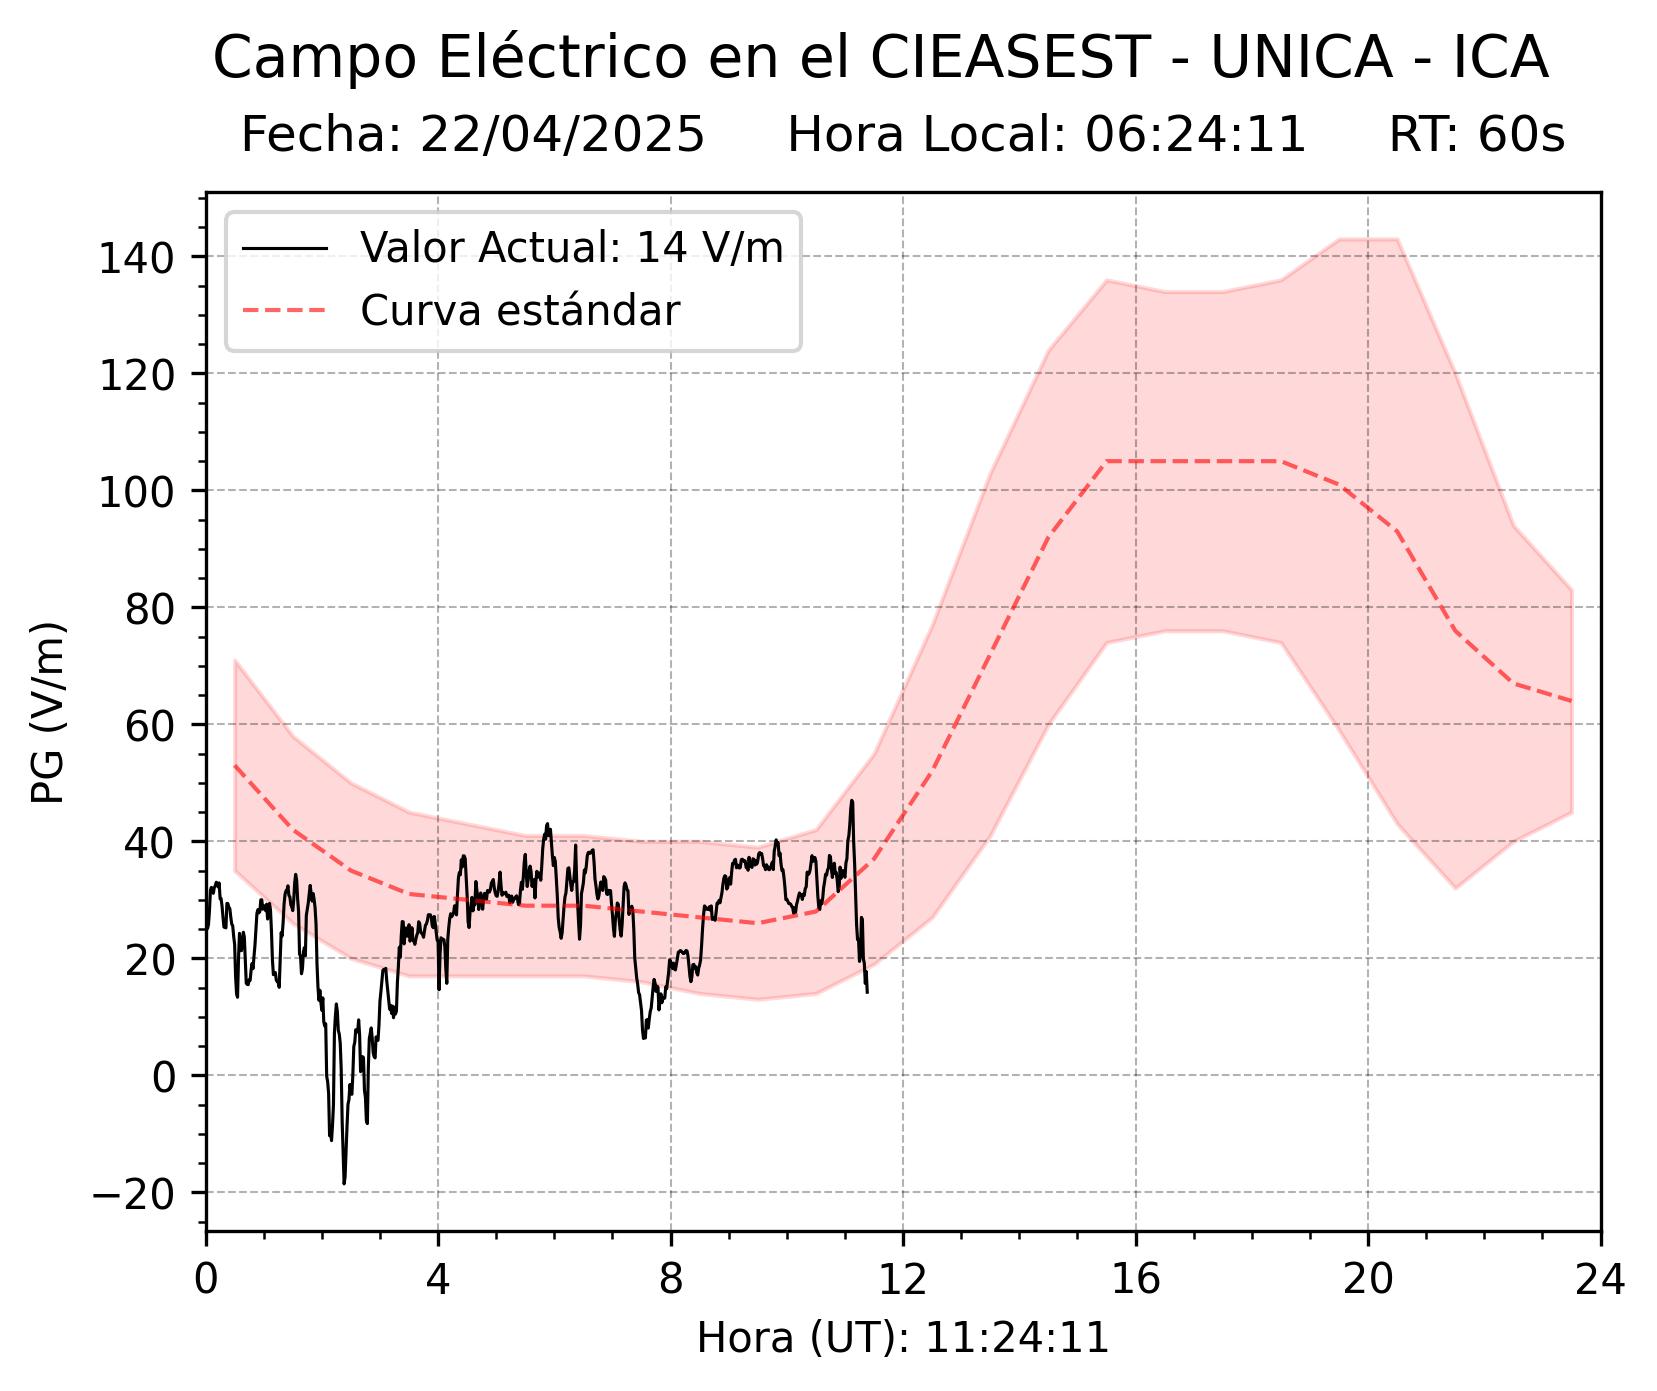 Campo Eléctrico en el CIEASEST - UNICA - ICA
Fecha: 22/04/2025 Hora Local: 06:24:11 RT: 60s
Valor Actual: 14 V/m
Curva estándar
140
120
100
80
60
40
20
0
−20
PG (V/m)
0 4 8 12 16 20 24
Hora (UT): 11:24:11